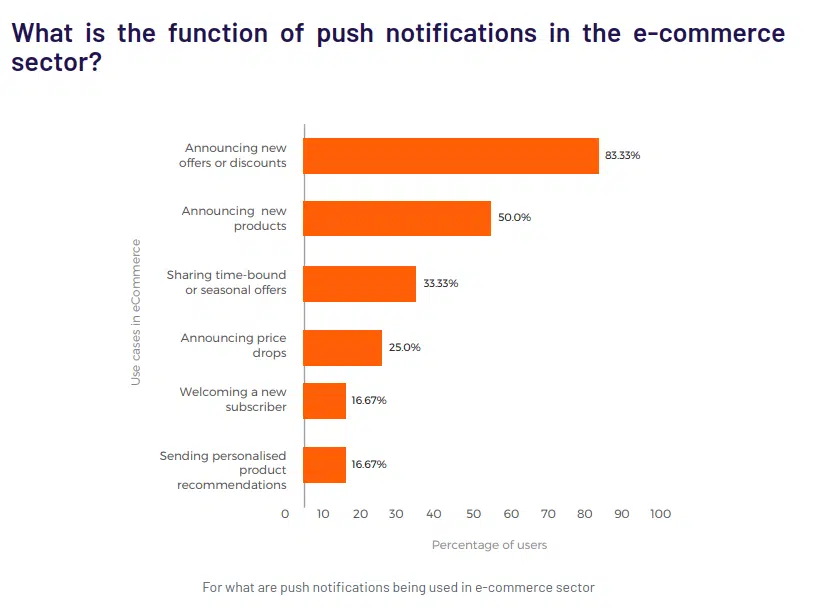 What is the function of push notifications in the e-commerce
sector?
Use cases in eCommerce
Announcing new
offers or discounts
83.33%
Announcing new
products
50.0%
Sharing time-bound
or seasonal offers
33.33%
Announcing price
drops
25.0%
Welcoming a new
subscriber
16.67%
Sending personalised
product
recommendations
16.67%
0 10 20 30 40 50 60 70 80 90 100
Percentage of users
For what are push notifications being used in e-commerce sector